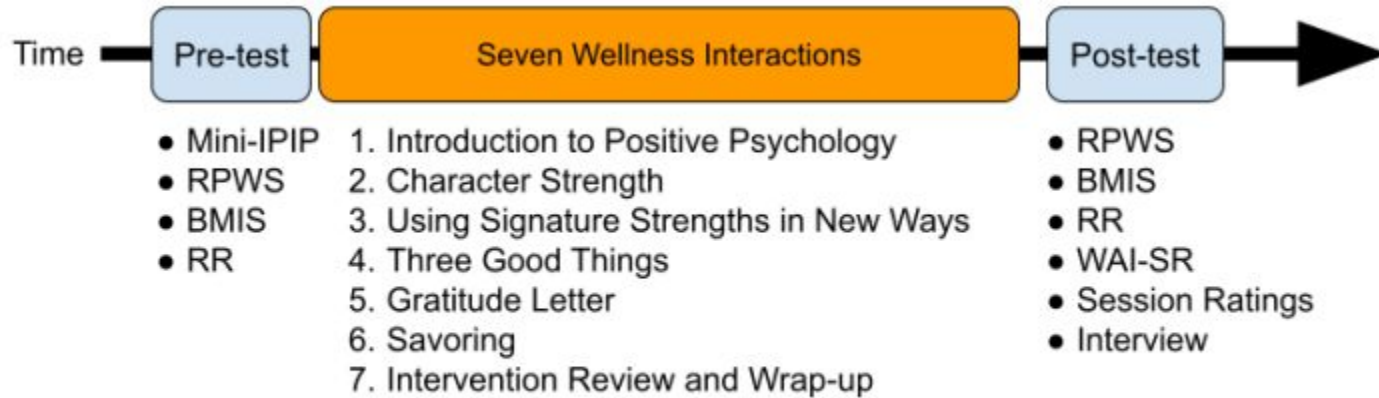 Time
Pre-test
Seven Wellness Interactions
Post-test
● Mini-IPIP
● RPWS
● BMIS
● RR
1. Introduction to Positive Psychology
2. Character Strength
3. Using Signature Strengths in New Ways
4. Three Good Things
5. Gratitude Letter
6. Savoring
7. Intervention Review and Wrap-up
● RPWS
● BMIS
● RR
● WAI-SR
● Session Ratings
● Interview